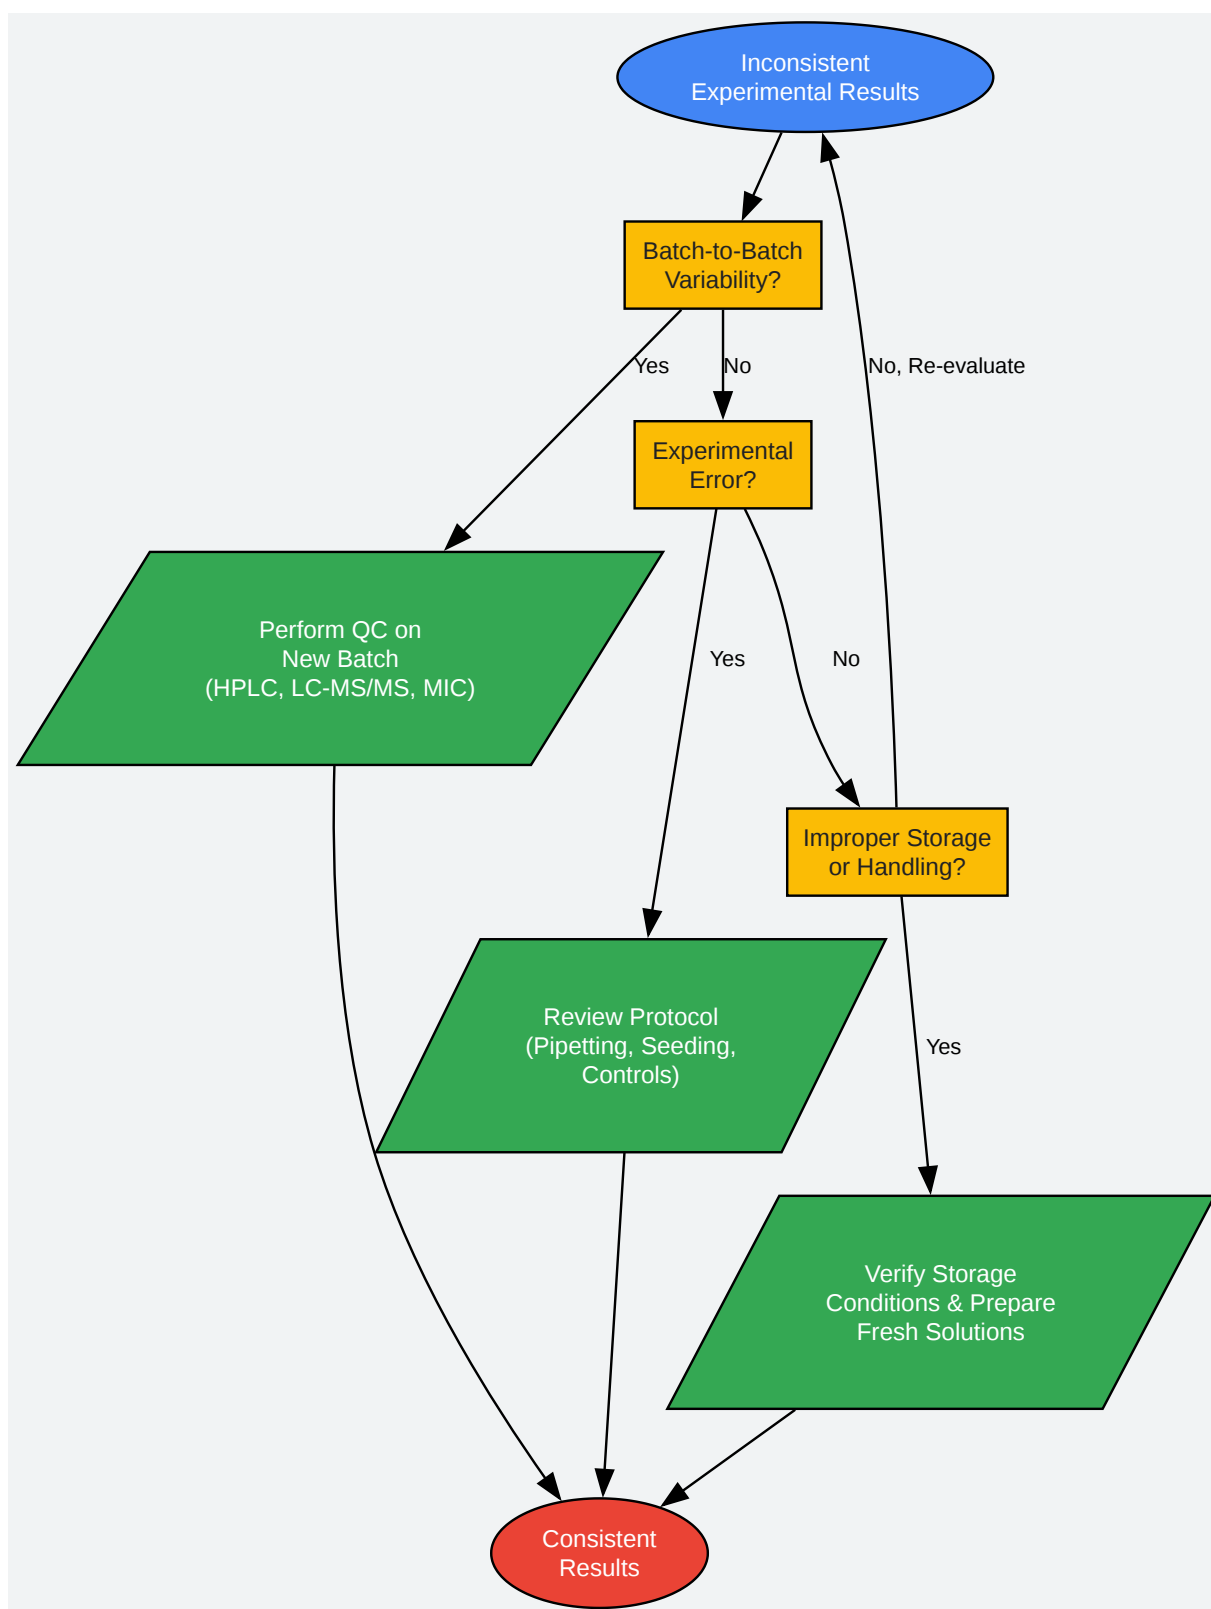 Inconsistent
Experimental Results
Batch-to-Batch
Variability?
Yes
No
No, Re-evaluate
Experimental
Error?
Perform QC on
New Batch
(HPLC, LC-MS/MS, MIC)
Yes
No
Improper Storage
or Handling?
Review Protocol
(Pipetting, Seeding,
Controls)
Yes
Verify Storage
Conditions & Prepare
Fresh Solutions
Consistent
Results